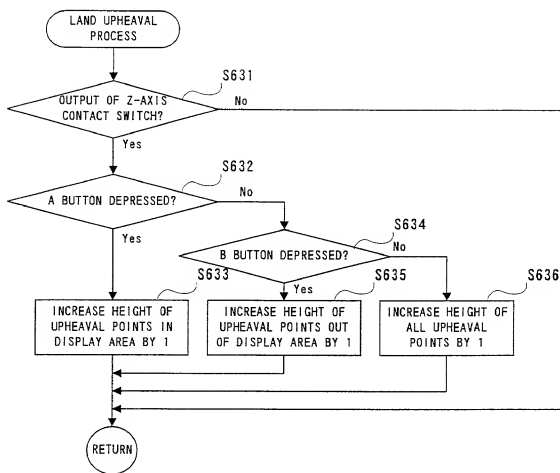 LAND UPHEAVAL
PROCESS
S631
OUTPUT OF Z-AXIS
CONTACT SWITCH?
No
Yes
S632
A BUTTON DEPRESSED?
No
Yes
S634
B BUTTON DEPRESSED?
No
Yes
S633
INCREASE HEIGHT OF
UPHEAVAL POINTS IN
DISPLAY AREA BY 1
S635
INCREASE HEIGHT OF
UPHEAVAL POINTS OUT
OF DISPLAY AREA BY 1
S636
INCREASE HEIGHT OF
ALL UPHEAVAL
POINTS BY 1
RETURN